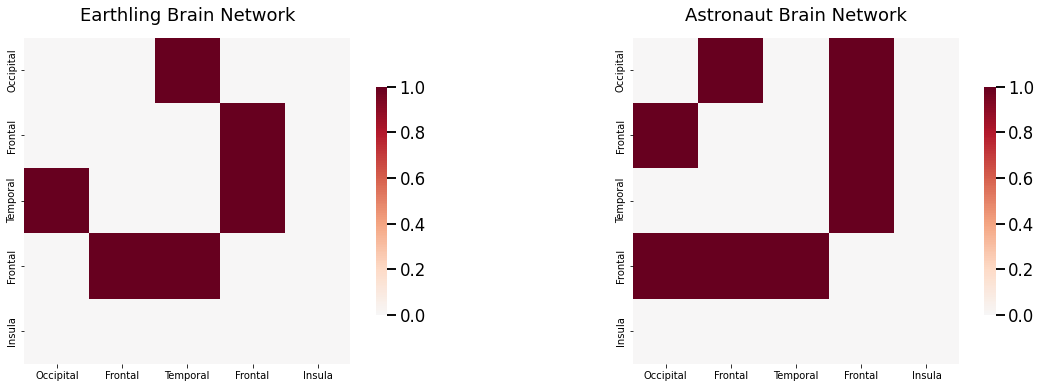 Earthling Brain Network
Occipital
Frontal
Temporal
Frontal
Insula
Occipital Frontal Temporal Frontal Insula
1.0
0.8
0.6
0.4
0.2
0.0
Astronaut Brain Network
Occipital
Frontal
Temporal
Frontal
Insula
Occipital Frontal Temporal Frontal Insula
1.0
0.8
0.6
0.4
0.2
0.0